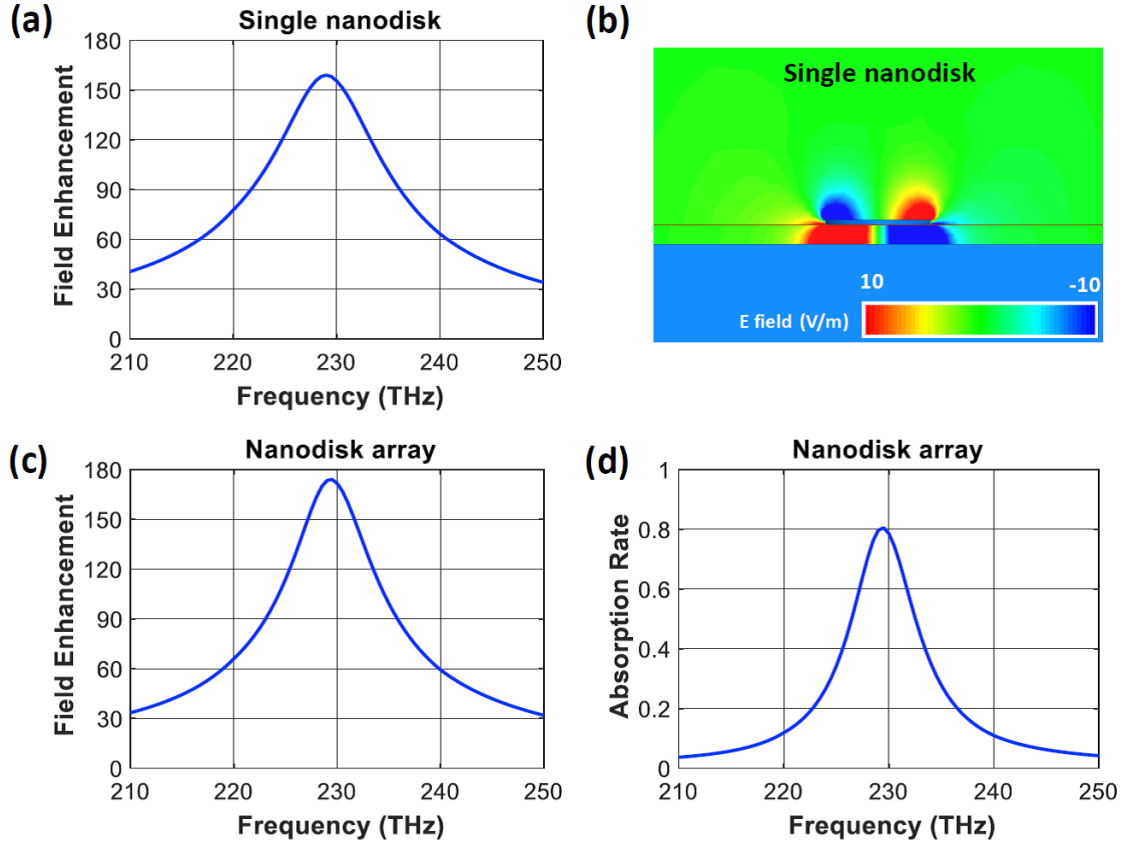 (a)
Single nanodisk
180
150
120
90
60
30
0
Field Enhancement
210 220 230 240 250
Frequency (THz)
(b)
Single nanodisk
10 -10
E field (V/m)
(c)
Nanodisk array
180
150
120
90
60
30
0
Field Enhancement
210 220 230 240 250
Frequency (THz)
(d)
Nanodisk array
1
0.8
0.6
0.4
0.2
0
Absorption Rate
210 220 230 240 250
Frequency (THz)